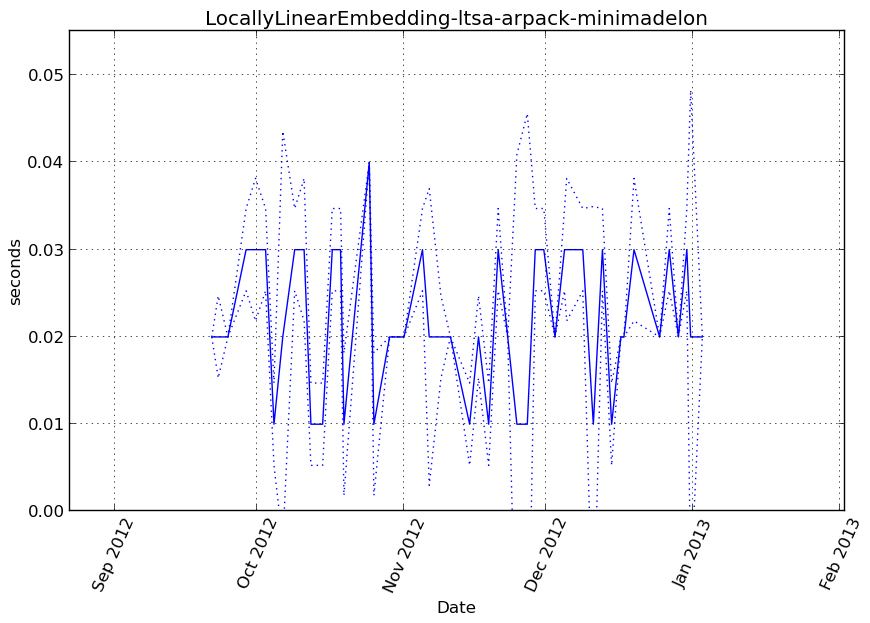 LocallyLinearEmbedding-ltsa-arpack-minimadelon
0.05
0.04
0.03
0.02
0.01
0.00
seconds
Sep 2012
Oct 2012
Nov 2012
Dec 2012
Jan 2013
Feb 2013
Date